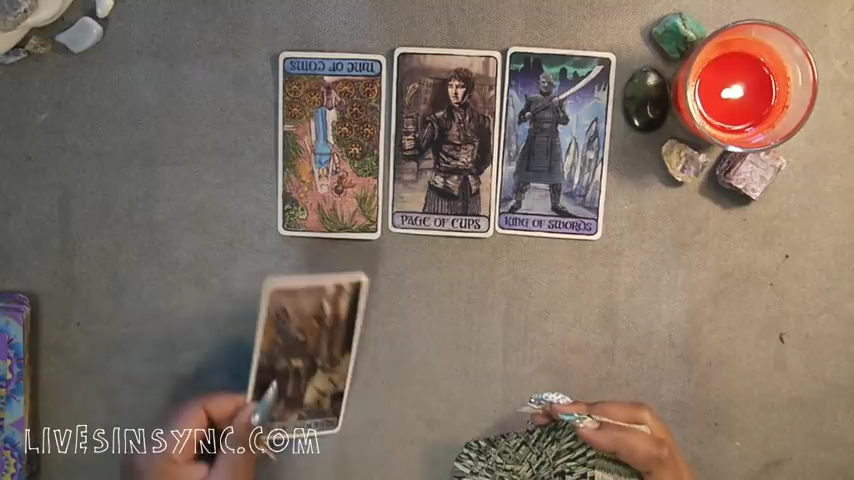 NINE OF COINS
PAGE OF CUPS
KING OF SWORDS
LIVESINSYNC.COM